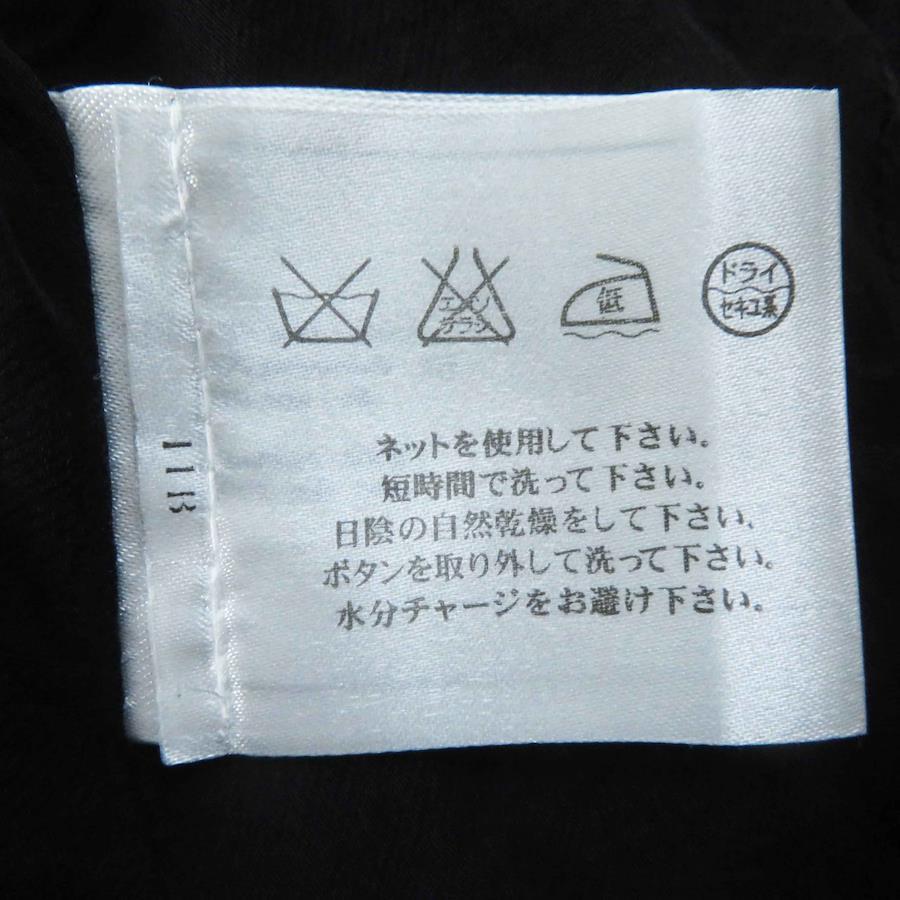 エンソ
サラシ
低
ドライ
セキユ系
ネットを使用して下さい。
短時間で洗って下さい。
日陰の自然乾燥をして下さい。
ボタンを取り外して洗って下さい。
水分チャージをお避け下さい。
11B